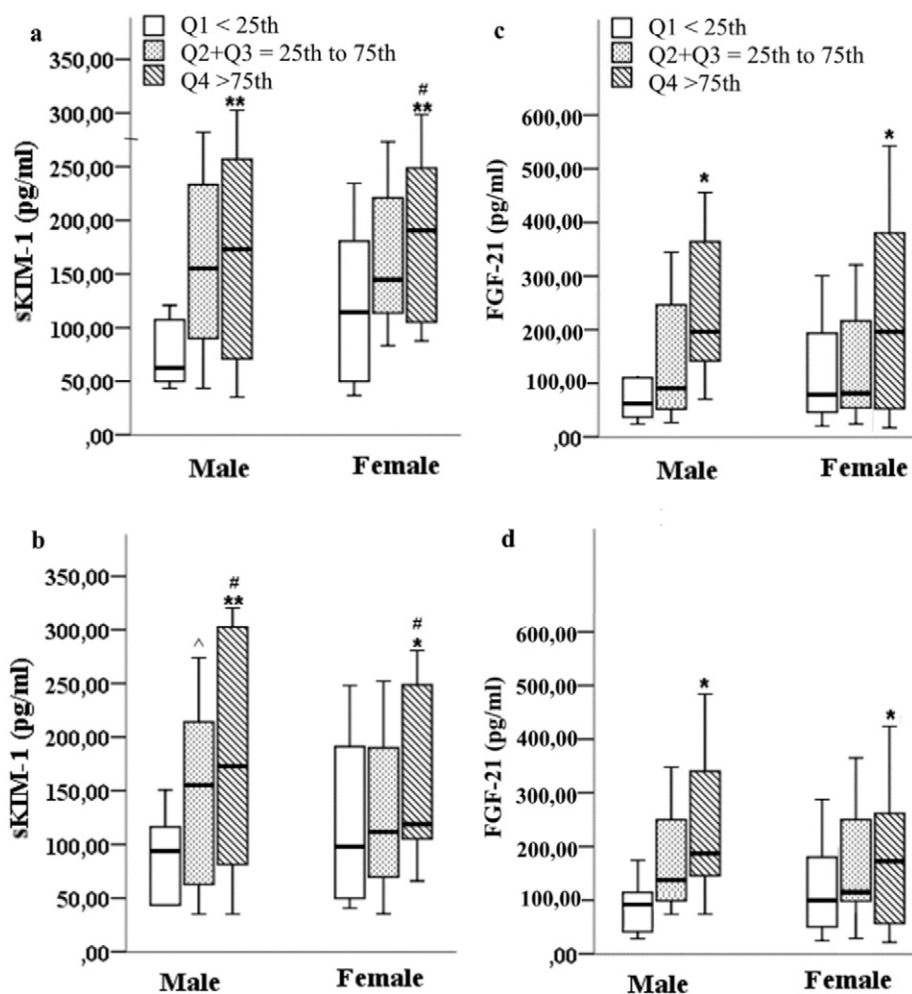 a
Q1 < 25th
Q2+Q3 = 25th to 75th
Q4 >75th
350,00
300,00
250,00
200,00
150,00
100,00
50,00
,00
sKIM-1 (pg/ml)
**
#
**
Male Female
c
Q1 < 25th
Q2+Q3 = 25th to 75th
Q4 >75th
600,00
500,00
400,00
300,00
200,00
100,00
,00
FGF-21 (pg/ml)
*
*
Male Female
b
350,00
300,00
250,00
200,00
150,00
100,00
50,00
,00
sKIM-1 (pg/ml)
^
#
**
#
*
Male Female
d
600,00
500,00
400,00
300,00
200,00
100,00
,00
FGF-21 (pg/ml)
*
*
Male Female